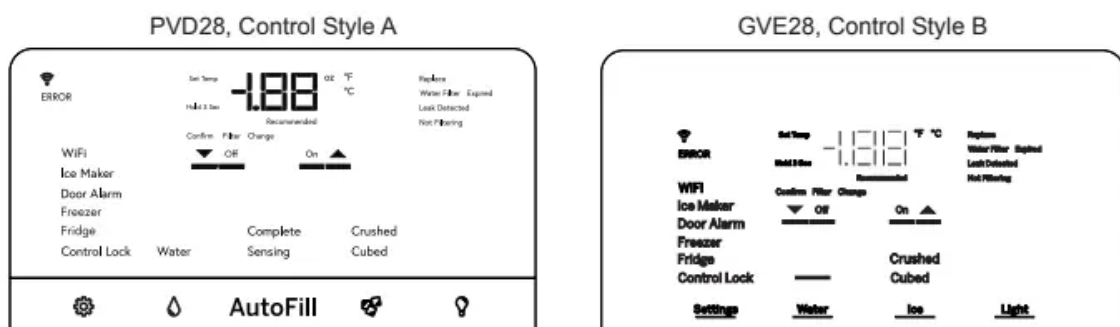 PVD28, Control Style A
ERROR
Set Temp -1.88 oz °F
°C
Hold 3 Sec
Recommended
Replace
Water Filter Expired
Leak Detected
Not Filtering
Confirm Filter Change
WiFi
Off On
Ice Maker
Door Alarm
Freezer
Fridge Complete Crushed
Control Lock Water Sensing Cubed
AutoFill
GVE28, Control Style B
ERROR
Set Temp -1.88 °F °C
Hold 3 Sec
Recommended
Replace
Water Filter Expired
Leak Detected
Not Filtering
WiFi
Confirm Filter Change
Ice Maker Off On
Door Alarm
Freezer
Fridge Crushed
Control Lock Cubed
Settings Water Ice Light